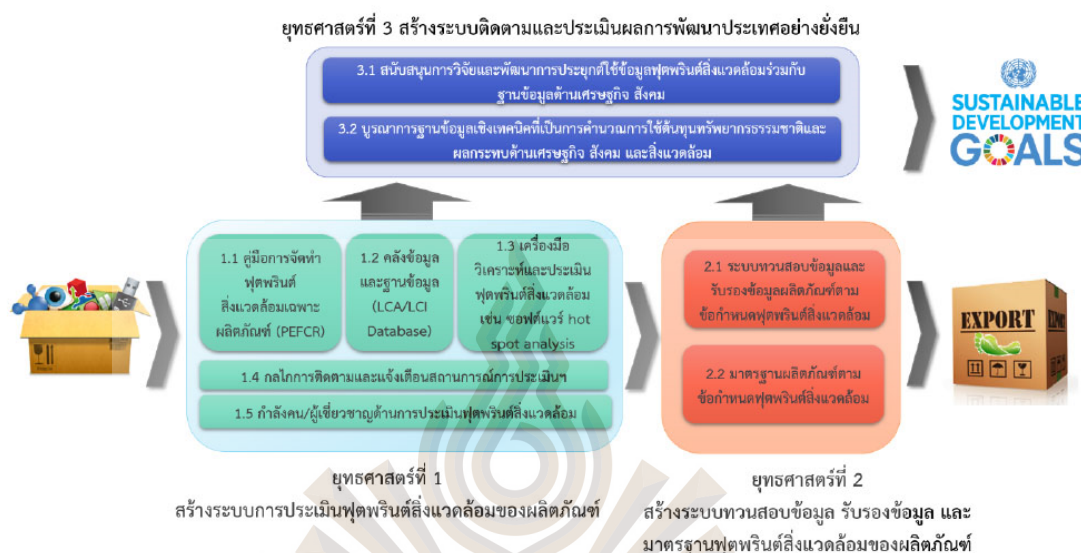 ยุทธศาสตร์ที่ 3 สร้างระบบติดตามและประเมินผลการพัฒนาประเทศอย่างยั่งยืน
3.1 สนับสนุนการวิจัยและพัฒนาการประยุกต์ใช้ข้อมูลฟุตพรินต์สิ่งแวดล้อมร่วมกับ
ฐานข้อมูลด้านเศรษฐกิจ สังคม
3.2 บูรณาการฐานข้อมูลเชิงเทคนิคที่เป็นการคำนวณการใช้ต้นทุนทรัพยากรธรรมชาติและ
ผลกระทบด้านเศรษฐกิจ สังคม และสิ่งแวดล้อม
SUSTAINABLE
DEVELOPMENT
GOALS
1.1 คู่มือการจัดทำ
ฟุตพรินต์
สิ่งแวดล้อมเฉพาะ
ผลิตภัณฑ์ (PEFCR)
1.2 คลังข้อมูล
และฐานข้อมูล
(LCA/LCI
Database)
1.3 เครื่องมือ
วิเคราะห์และประเมิน
ฟุตพรินต์สิ่งแวดล้อม
เช่น ซอฟต์แวร์ hot
spot analysis
1.4 กลไกการติดตามและแจ้งเตือนสถานการณ์การประเมินฯ
1.5 กำลังคน/ผู้เชี่ยวชาญด้านการประเมินฟุตพรินต์สิ่งแวดล้อม
2.1 ระบบทวนสอบข้อมูลและ
รับรองข้อมูลผลิตภัณฑ์ตาม
ข้อกำหนดฟุตพรินต์สิ่งแวดล้อม
2.2 มาตรฐานผลิตภัณฑ์ตาม
ข้อกำหนดฟุตพรินต์สิ่งแวดล้อม
EXPORT
EXPORT
ยุทธศาสตร์ที่ 1
สร้างระบบการประเมินฟุตพรินต์สิ่งแวดล้อมของผลิตภัณฑ์
ยุทธศาสตร์ที่ 2
สร้างระบบทวนสอบข้อมูล รับรองข้อมูล และ
มาตรฐานฟุตพรินต์สิ่งแวดล้อมของผลิตภัณฑ์